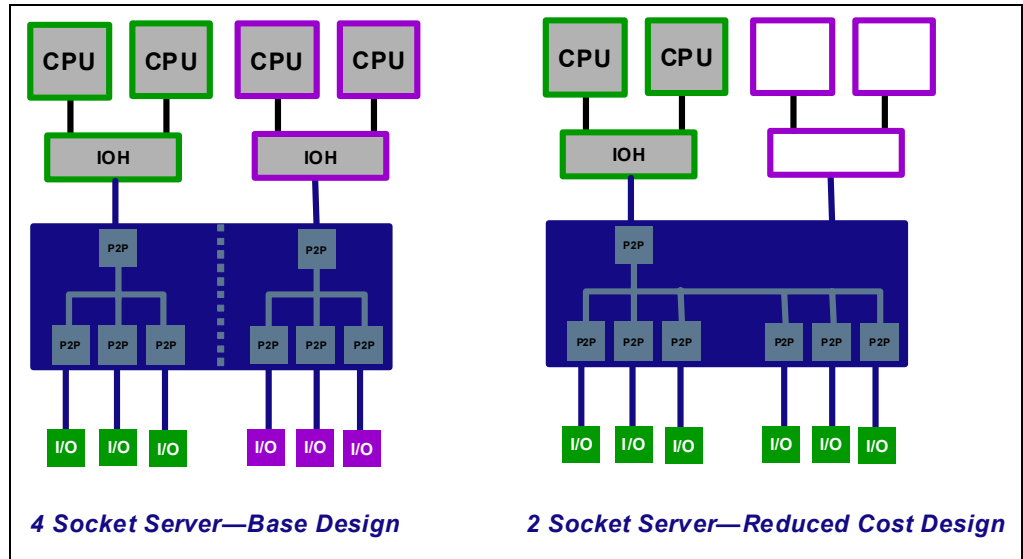 CPU CPU CPU CPU CPU CPU
IOH IOH IOH
P2P P2P P2P
P2P P2P P2P P2P P2P P2P P2P P2P P2P P2P P2P P2P
I/O I/O I/O I/O I/O I/O I/O I/O I/O I/O I/O I/O
4 Socket Server—Base Design 2 Socket Server—Reduced Cost Design